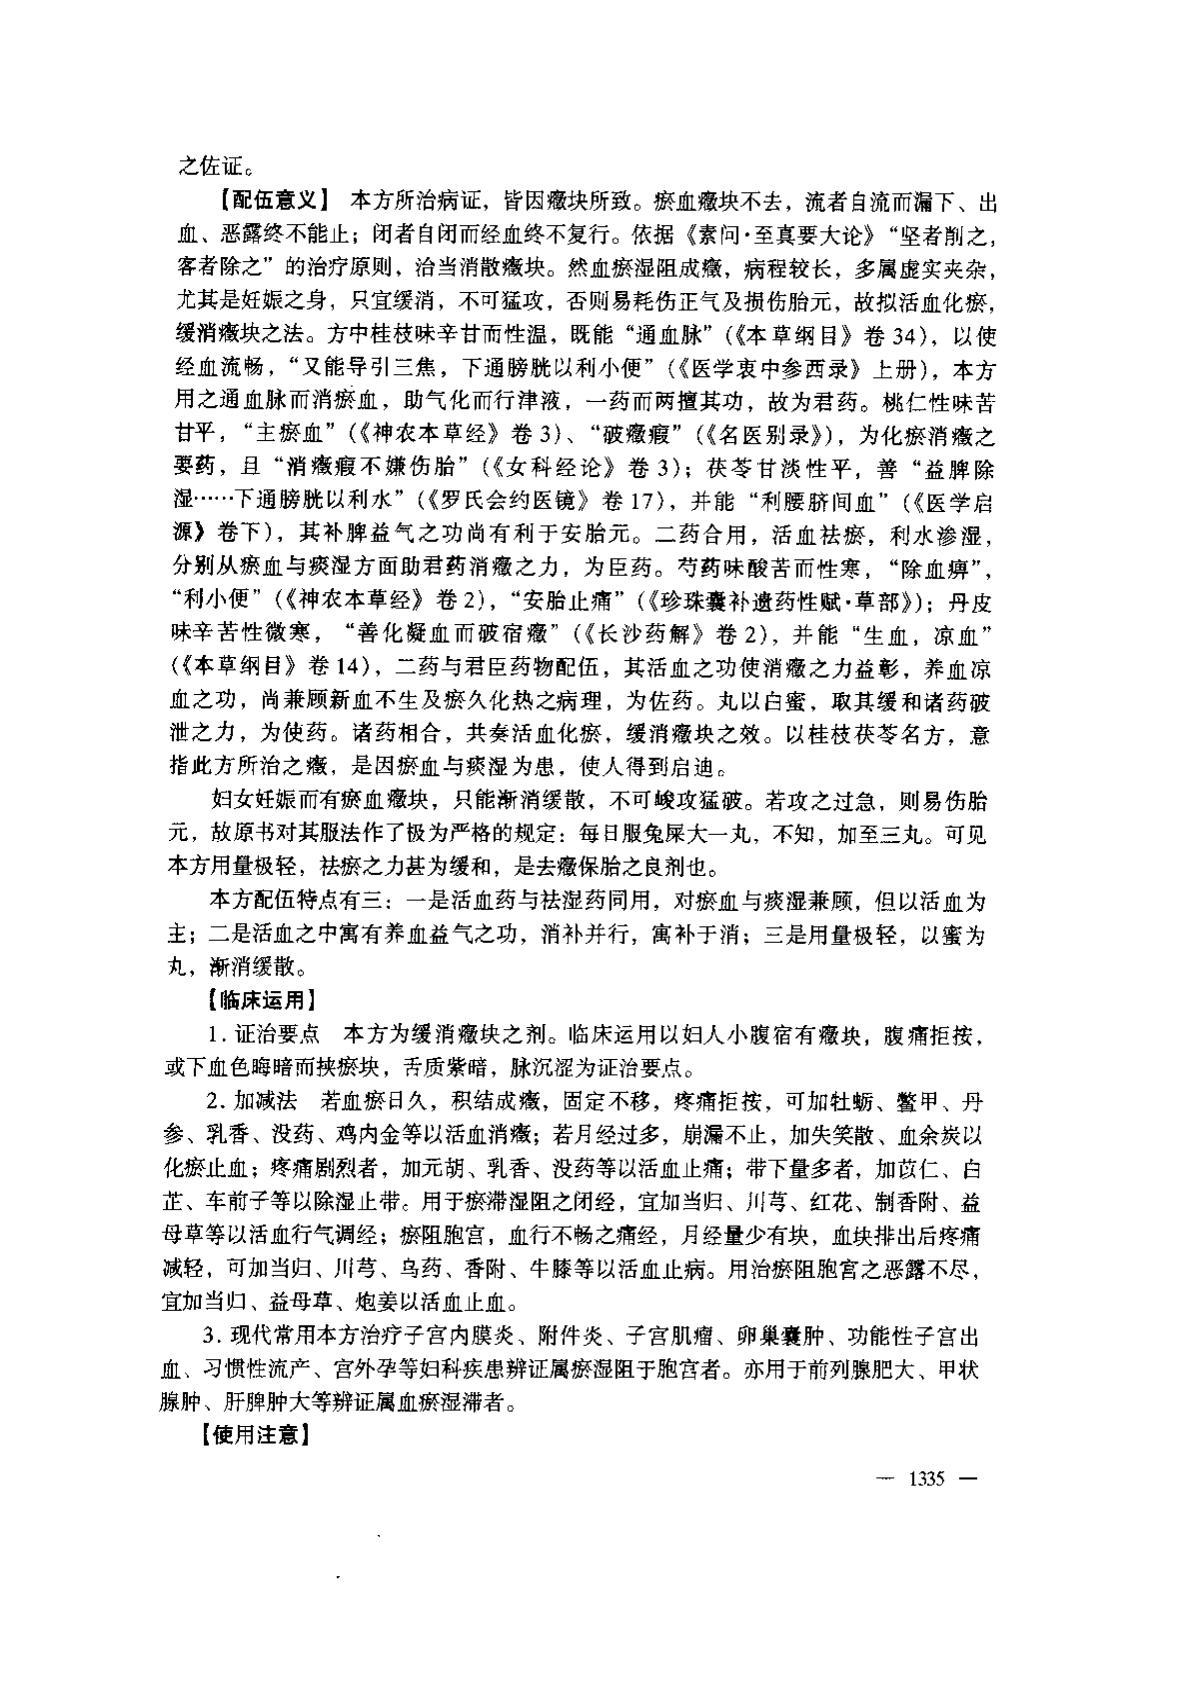 之佐证。
【配伍意义】 本方所治病证，皆因癥块所致。瘀血癥块不去，流者自流而漏下、出
血、恶露终不能止；闭者自闭而经血终不复行。依据《素问·至真要大论》“坚者削之，
客者除之”的治疗原则，治当消散癥块。然血瘀湿阻成癥，病程较长，多属虚实夹杂，
尤其是妊娠之身，只宜缓消，不可猛攻，否则易耗伤正气及损伤胎元，故拟活血化瘀，
缓消癥块之法。方中桂枝味辛甘而性温，既能“通血脉”（《本草纲目》卷 34），以使
经血流畅，“又能导引三焦，下通膀胱以利小便”（《医学衷中参西录》上册），本方
用之通血脉而消瘀血，助气化而行津液，一药而两擅其功，故为君药。桃仁性味苦
甘平，“主瘀血”（《神农本草经》卷 3）、“破癥瘕”（《名医别录》），为化瘀消癥之
要药，且“消癥瘕不嫌伤胎”（《女科经论》卷 3）；茯苓甘淡性平，善“益脾除
湿……下通膀胱以利水”（《罗氏会约医镜》卷 17），并能“利腰脐间血”（《医学启
源》卷下），其补脾益气之功尚有利于安胎元。二药合用，活血祛瘀，利水渗湿，
分别从瘀血与痰湿方面助君药消癥之力，为臣药。芍药味酸苦而性寒，“除血痹”，
“利小便”（《神农本草经》卷 2），“安胎止痛”（《珍珠囊补遗药性赋·草部》）；丹皮
味辛苦性微寒，“善化凝血而破宿癥”（《长沙药解》卷 2），并能“生血，凉血”
（《本草纲目》卷 14），二药与君臣药物配伍，其活血之功使消癥之力益彰，养血凉
血之功，尚兼顾新血不生及瘀久化热之病理，为佐药。丸以白蜜，取其缓和诸药破
泄之力，为使药。诸药相合，共奏活血化瘀，缓消癥块之效。以桂枝茯苓名方，意
指此方所治之癥，是因瘀血与痰湿为患，使人得到启迪。
妇女妊娠而有瘀血癥块，只能渐消缓散，不可峻攻猛破。若攻之过急，则易伤胎
元，故原书对其服法作了极为严格的规定：每日服兔屎大一丸，不知，加至三丸。可见
本方用量极轻，祛瘀之力甚为缓和，是去癥保胎之良剂也。
本方配伍特点有三：一是活血药与祛湿药同用，对瘀血与痰湿兼顾，但以活血为
主；二是活血之中寓有养血益气之功，消补并行，寓补于消；三是用量极轻，以蜜为
丸，渐消缓散。
【临床运用】
1. 证治要点 本方为缓消癥块之剂。临床运用以妇人小腹宿有癥块，腹痛拒按，
或下血色晦暗而挟瘀块，舌质紫暗，脉沉涩为证治要点。
2. 加减法 若血瘀日久，积结成癥，固定不移，疼痛拒按，可加牡蛎、鳖甲、丹
参、乳香、没药、鸡内金等以活血消癥；若月经过多，崩漏不止，加失笑散、血余炭以
化瘀止血；疼痛剧烈者，加元胡、乳香、没药等以活血止痛；带下量多者，加苡仁、白
芷、车前子等以除湿止带。用于瘀滞湿阻之闭经，宜加当归、川芎、红花、制香附、益
母草等以活血行气调经；瘀阻胞宫，血行不畅之痛经，月经量少有块，血块排出后疼痛
减轻，可加当归、川芎、乌药、香附、牛膝等以活血止病。用治瘀阻胞宫之恶露不尽，
宜加当归、益母草、炮姜以活血止血。
3. 现代常用本方治疗子宫内膜炎、附件炎、子宫肌瘤、卵巢囊肿、功能性子宫出
血、习惯性流产、宫外孕等妇科疾患辨证属瘀湿阻于胞宫者。亦用于前列腺肥大、甲状
腺肿、肝脾肿大等辨证属血瘀湿滞者。
【使用注意】
— 1335 —